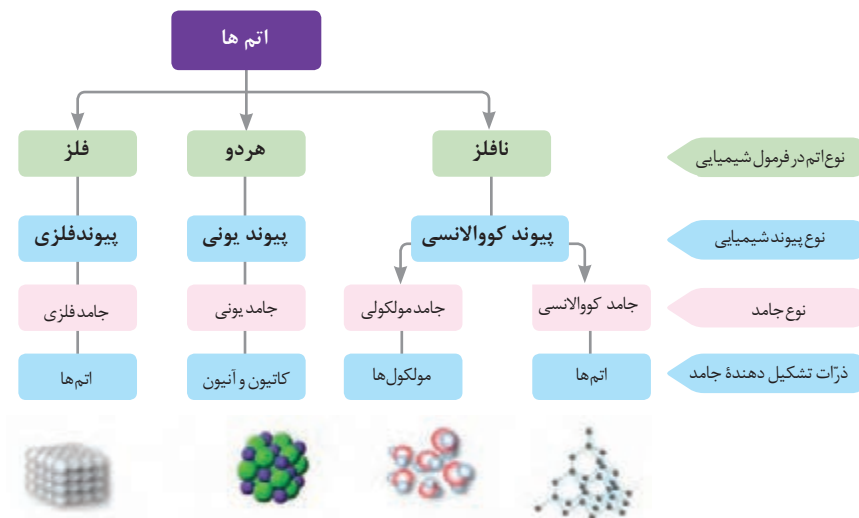 اتم ها
نافلز
هردو
فلز
نوع اتم در فرمول شیمیایی
پیوند کووالانسی
پیوند یونی
پیوندفلزی
نوع پیوند شیمیایی
جامد کووالانسی
جامد مولکولی
جامد یونی
جامد فلزی
نوع جامد
اتم‌ها
مولکول‌ها
کاتیون و آنیون
اتم‌ها
ذرّات تشکیل دهندهٔ جامد